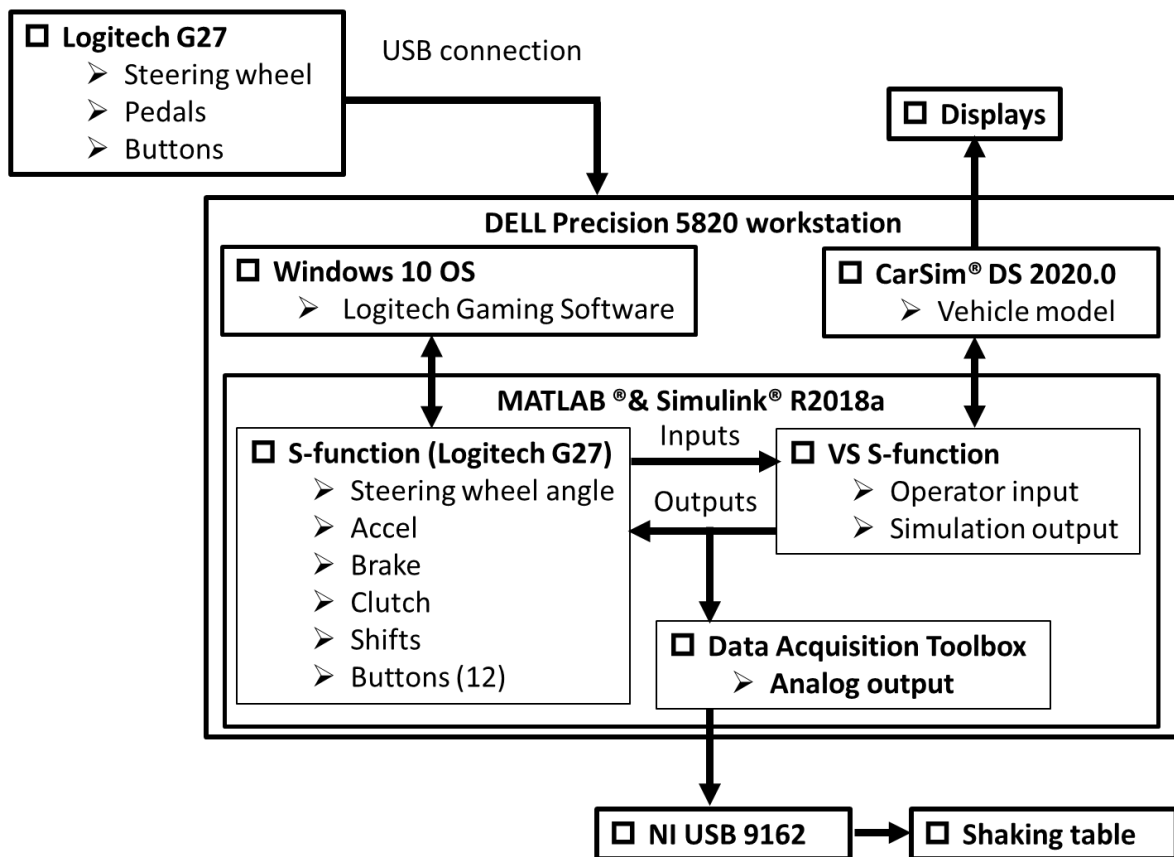 Logitech G27
Steering wheel
Pedals
Buttons
USB connection
Displays
DELL Precision 5820 workstation
Windows 10 OS
Logitech Gaming Software
CarSim® DS 2020.0
Vehicle model
MATLAB ®& Simulink® R2018a
S-function (Logitech G27)
Steering wheel angle
Accel
Brake
Clutch
Shifts
Buttons (12)
Inputs
Outputs
VS S-function
Operator input
Simulation output
Data Acquisition Toolbox
Analog output
NI USB 9162
Shaking table